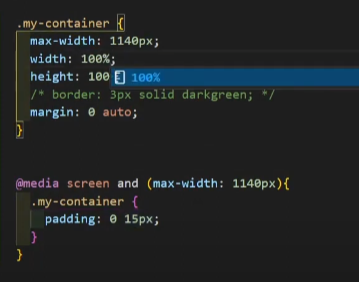 .my-container {
max-width: 1140px;
width: 100%;
height: 100 100%
/* border: 3px solid darkgreen; */
margin: 0 auto;
}
@media screen and (max-width: 1140px){
.my-container {
padding: 0 15px;
}
}